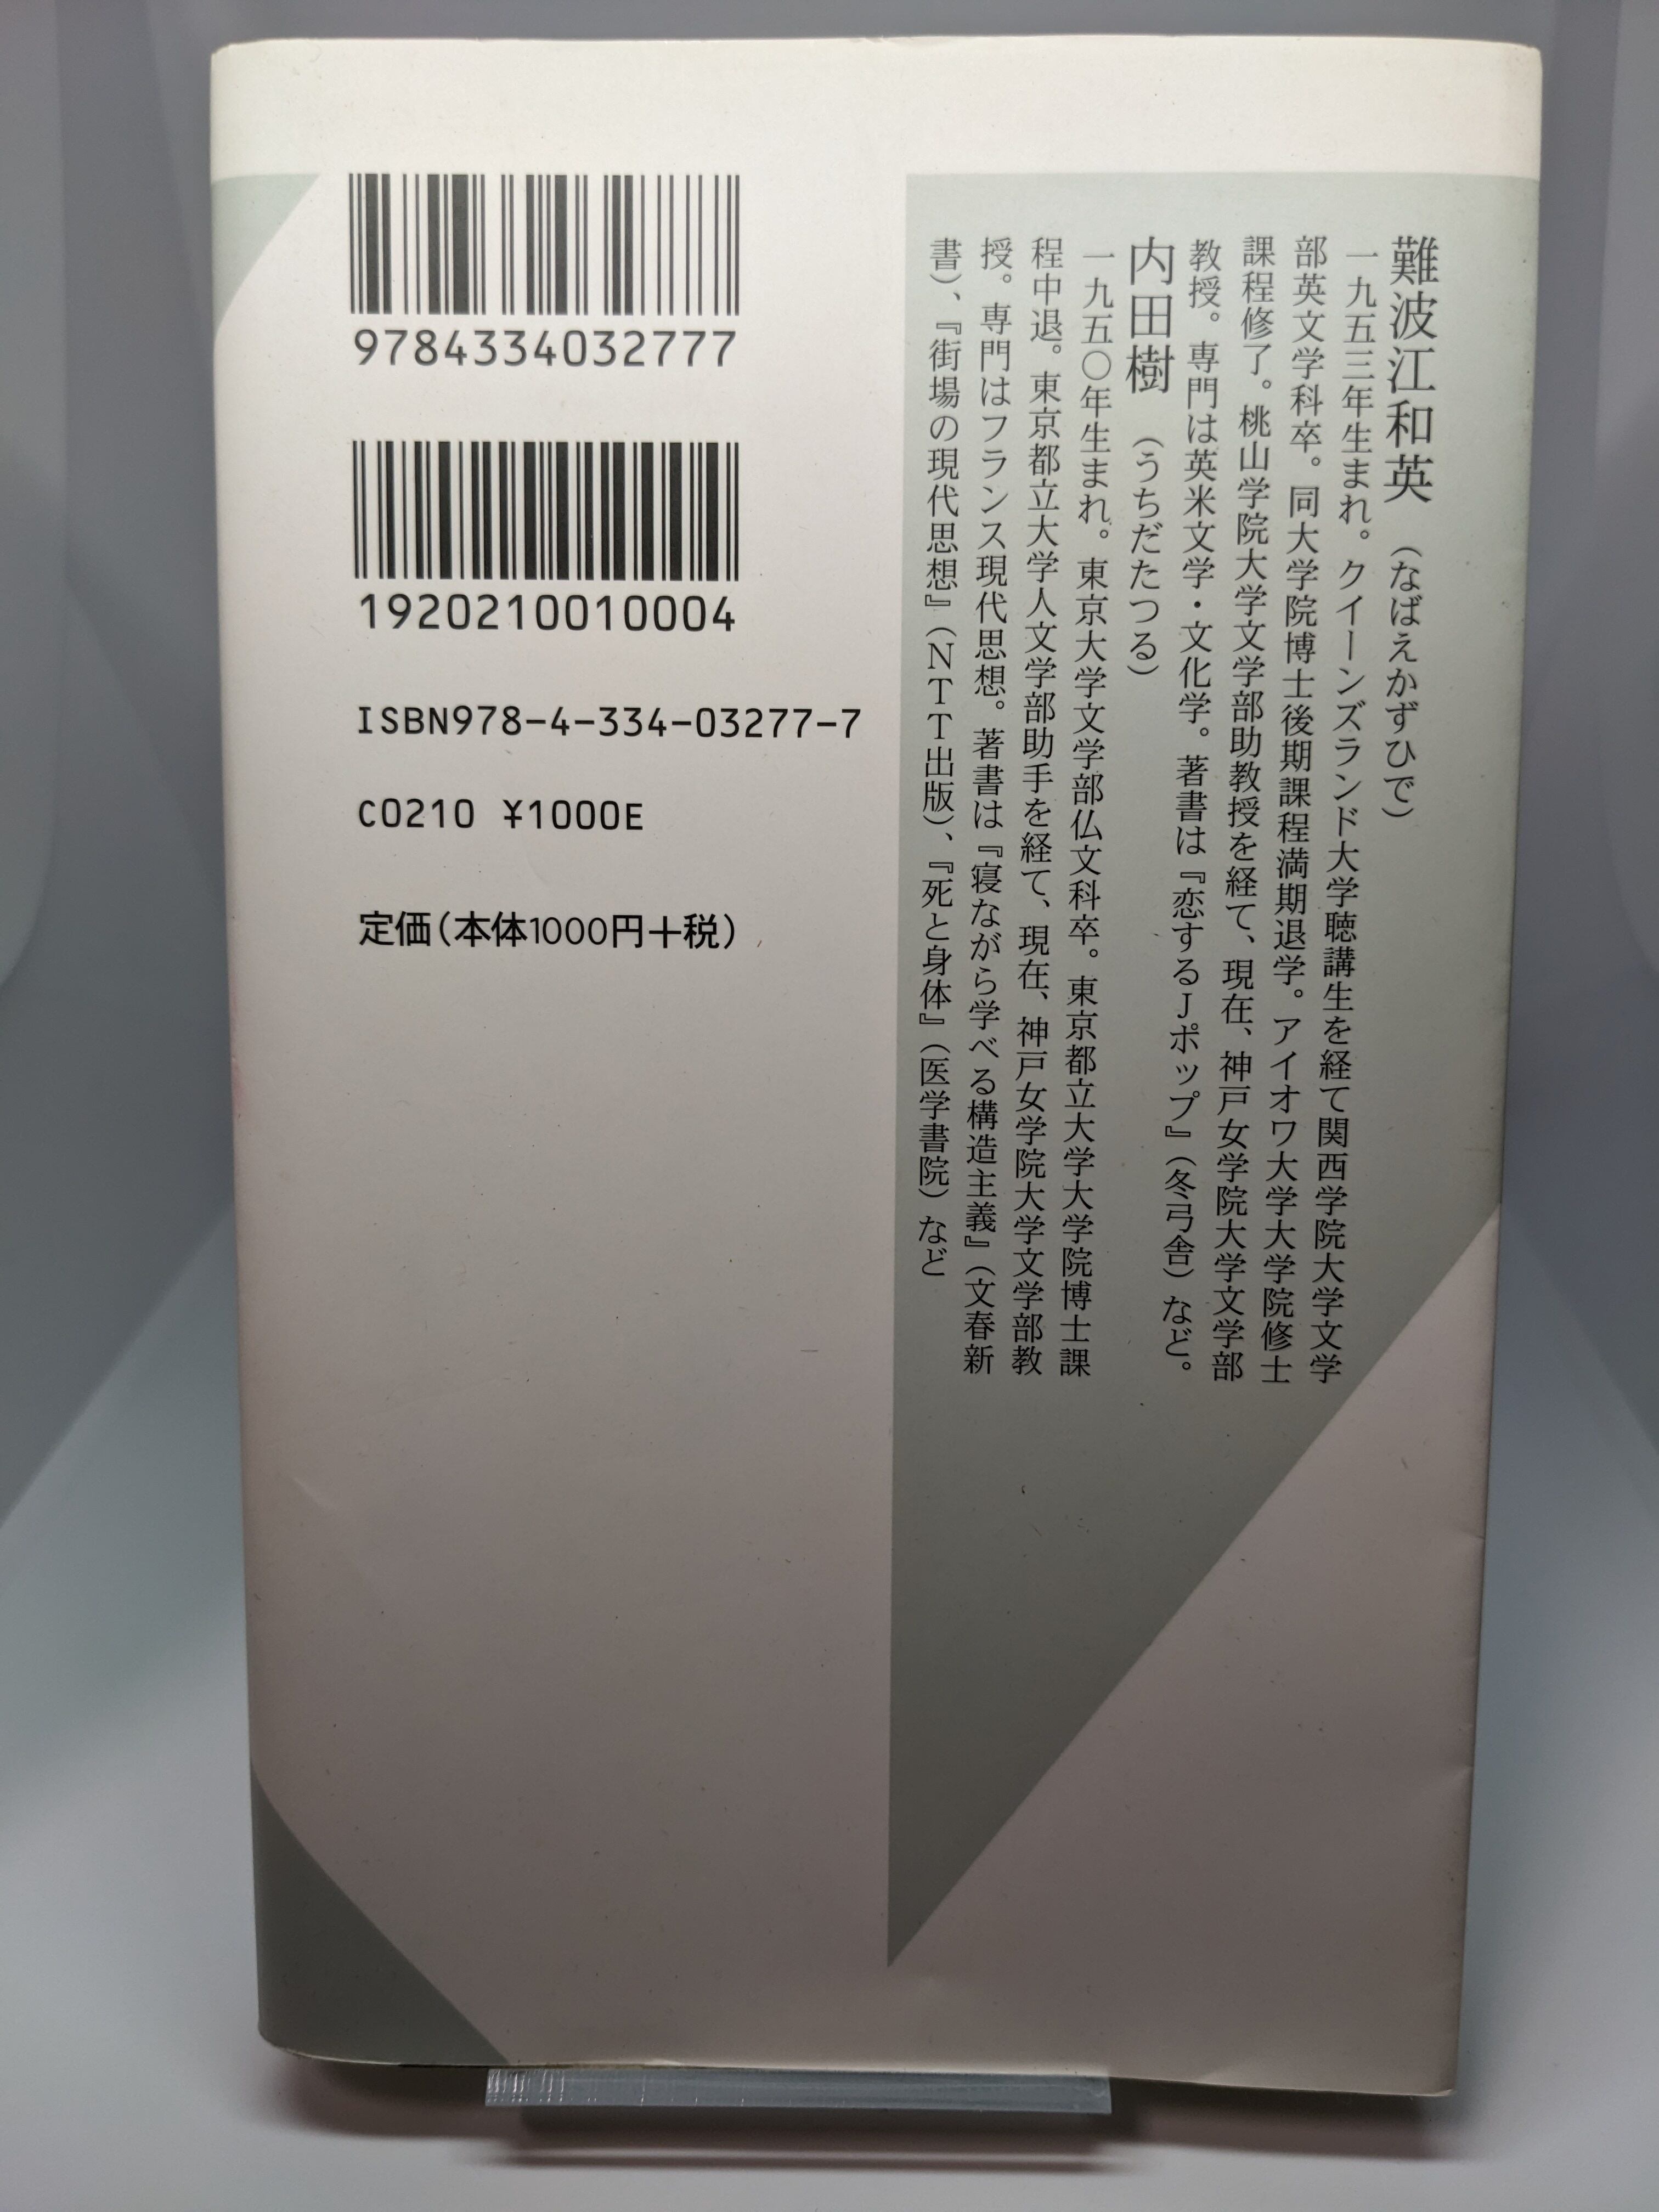 9784334032777
1920210010004
ISBN978-4-334-03277-7
C0210 ¥1000E
定価(本体1000円+税)
難波江和英 (なばえかずひで)
一九五三年生まれ。クイーンズランド大学聴講生を経て関西学院大学文学
部英文学科卒。同大学院博士後期課程満期退学。アイオワ大学大学院修士
課程修了。桃山学院大学文学部助教授を経て、現在、神戸女学院大学文学部
教授。専門は英米文学・文化学。著書は『恋するJポップ』(冬弓舎)など。
内田樹 (うちだたつる)
一九五〇年生まれ。東京大学文学部仏文科卒。東京都立大学大学院博士課
程中退。東京都立大学人文学部助手を経て、現在、神戸女学院大学文学部教
授。専門はフランス現代思想。著書は『寝ながら学べる構造主義』(文春新
書)、『街場の現代思想』(NTT出版)、『死と身体』(医学書院)など